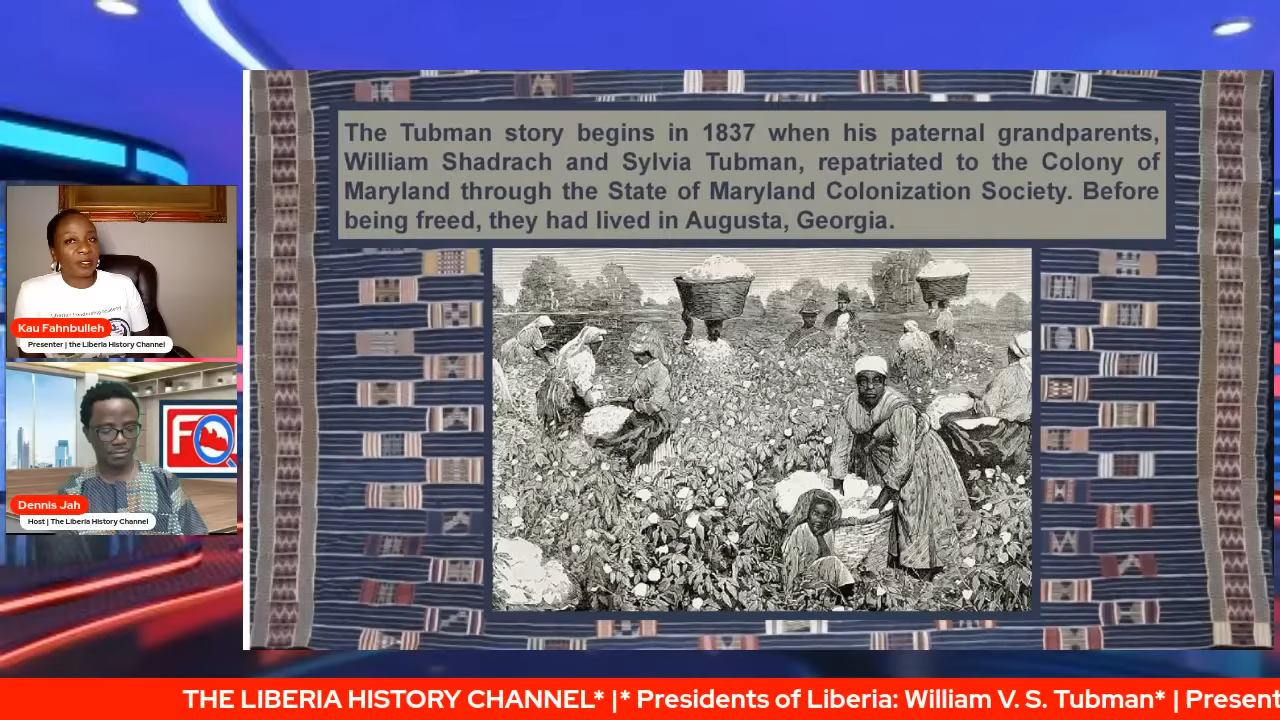 The Tubman story begins in 1837 when his paternal grandparents,
William Shadrach and Sylvia Tubman, repatriated to the Colony of
Maryland through the State of Maryland Colonization Society. Before
being freed, they had lived in Augusta, Georgia.
Kau Fahnbulleh
Presenter | the Liberia History Channel
FO
Dennis Jah
Host | The Liberia History Channel
THE LIBERIA HISTORY CHANNEL* |* Presidents of Liberia: William V. S. Tubman* | Present